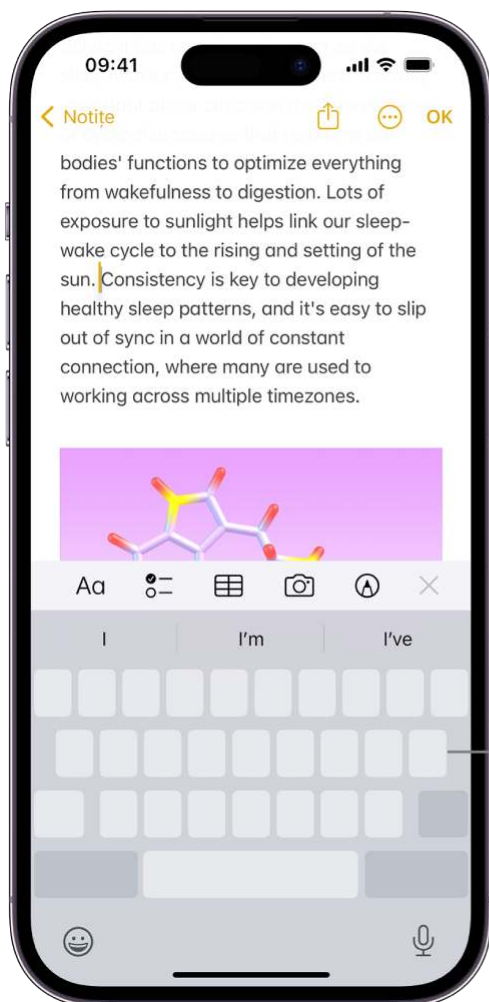 09:41
Notițe
OK
bodies' functions to optimize everything
from wakefulness to digestion. Lots of
exposure to sunlight helps link our sleep-
wake cycle to the rising and setting of the
sun. Consistency is key to developing
healthy sleep patterns, and it's easy to slip
out of sync in a world of constant
connection, where many are used to
working across multiple timezones.
Aa
I
I'm
I've